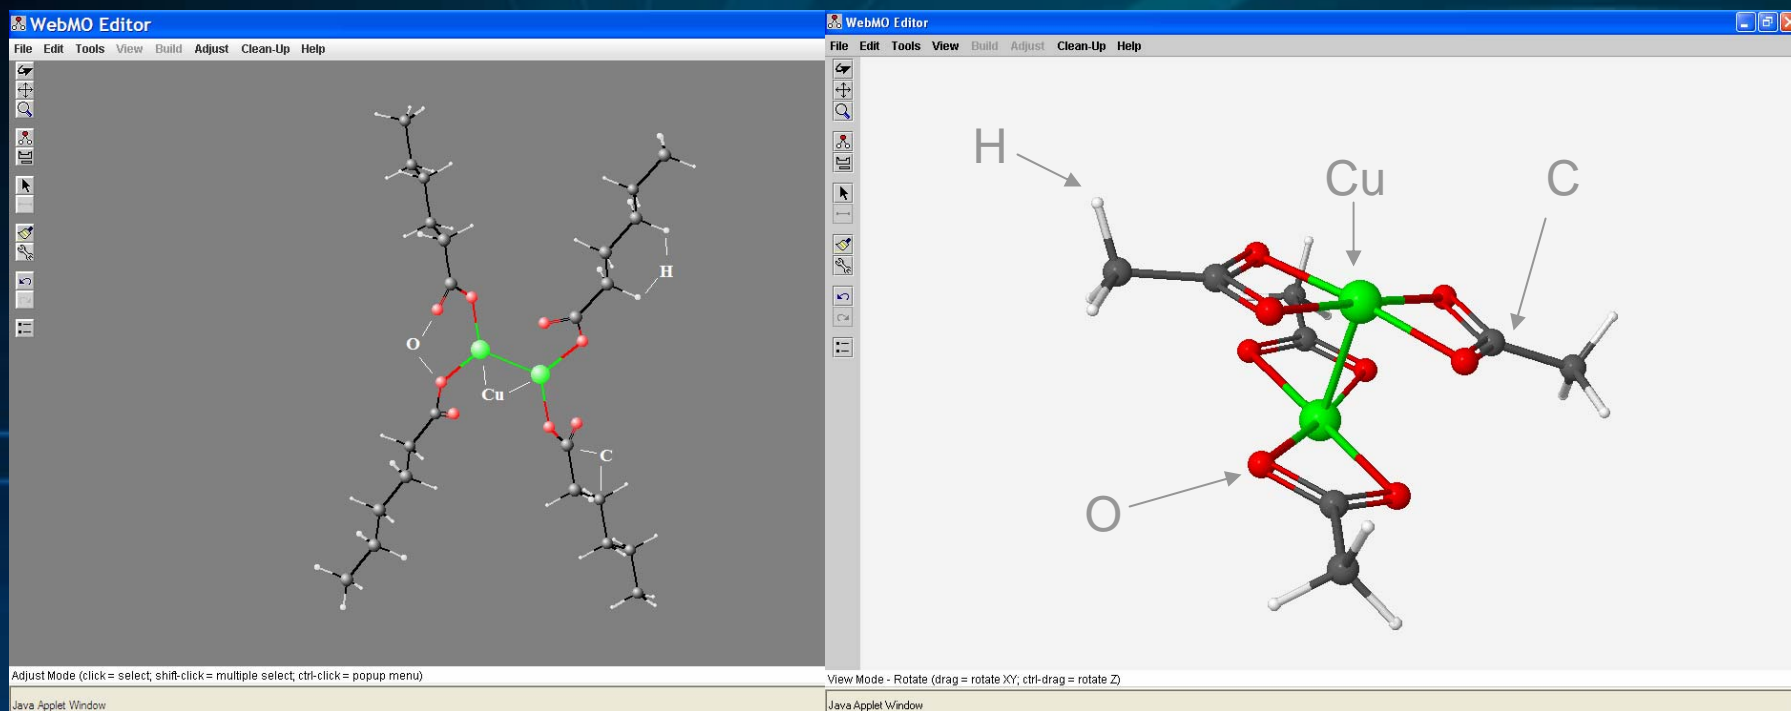 WebMO Editor
File Edit Tools View Build Adjust Clean-Up Help
H
O
Cu
C
Adjust Mode (click = select; shift-click = multiple select; ctrl-click = popup menu)
Java Applet Window
WebMO Editor
File Edit Tools View Build Adjust Clean-Up Help
H
Cu
C
O
View Mode - Rotate (drag = rotate XY; ctrl-drag = rotate Z)
Java Applet Window